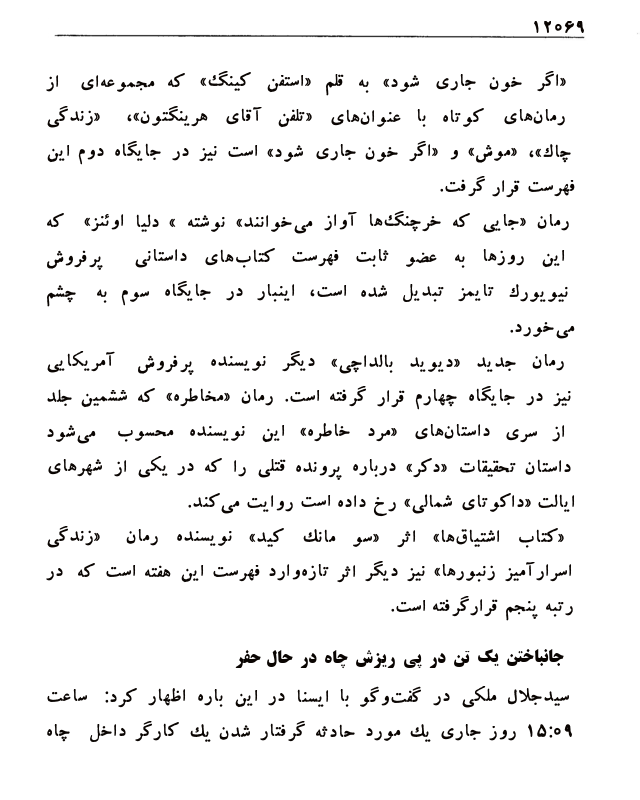 ۱۲۰۶۹
«اگر خون جاری شود» به قلم «استفن کینگ» که مجموعه‌ای از
رمان‌های کوتاه با عنوان‌های «تلفن آقای هرینگتون»، «زندگی
چاك»، «موش» و «اگر خون جاری شود» است نیز در جایگاه دوم این
فهرست قرار گرفت.
رمان «جایی که خرچنگ‌ها آواز می‌خوانند» نوشته » دلیا اوئنز» که
این روزها به عضو ثابت فهرست کتاب‌های داستانی پرفروش
نیویورك تایمز تبدیل شده است، اینبار در جایگاه سوم به چشم
می‌خورد.
رمان جدید «دیوید بالداچی» دیگر نویسنده پرفروش آمریکایی
نیز در جایگاه چهارم قرار گرفته است. رمان «مخاطره» که ششمین جلد
از سری داستان‌های «مرد خاطره» این نویسنده محسوب می‌شود
داستان تحقیقات «دکر» درباره پرونده قتلی را که در یکی از شهرهای
ایالت «داکوتای شمالی» رخ داده است روایت می‌کند.
«کتاب اشتیاق‌ها» اثر «سو مانك کید» نویسنده رمان «زندگی
اسرارآمیز زنبورها» نیز دیگر اثر تازه‌وارد فهرست این هفته است که در
رتبه پنجم قرارگرفته است.
جانباختن یک تن در پی ریزش چاه در حال حفر
سیدجلال ملکی در گفت‌وگو با ایسنا در این باره اظهار کرد: ساعت
۱۵:۰۹ روز جاری یك مورد حادثه گرفتار شدن یك کارگر داخل چاه